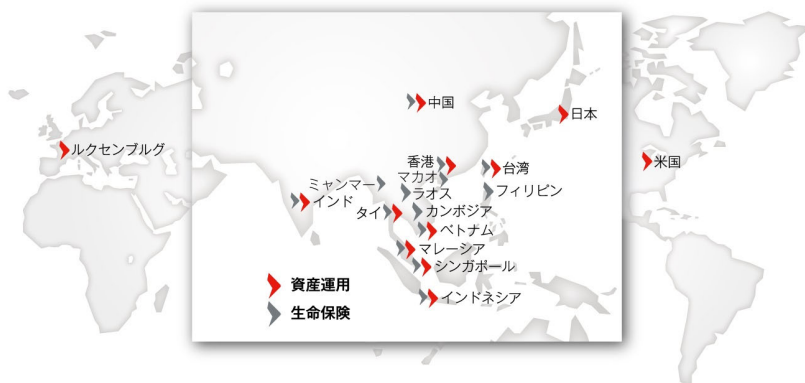 中国
日本
ルクセンブルグ
香港
台湾
米国
マカオ
ミャンマー
ラオス
フィリピン
インド
タイ
カンボジア
ベトナム
マレーシア
シンガポール
資産運用
インドネシア
生命保険